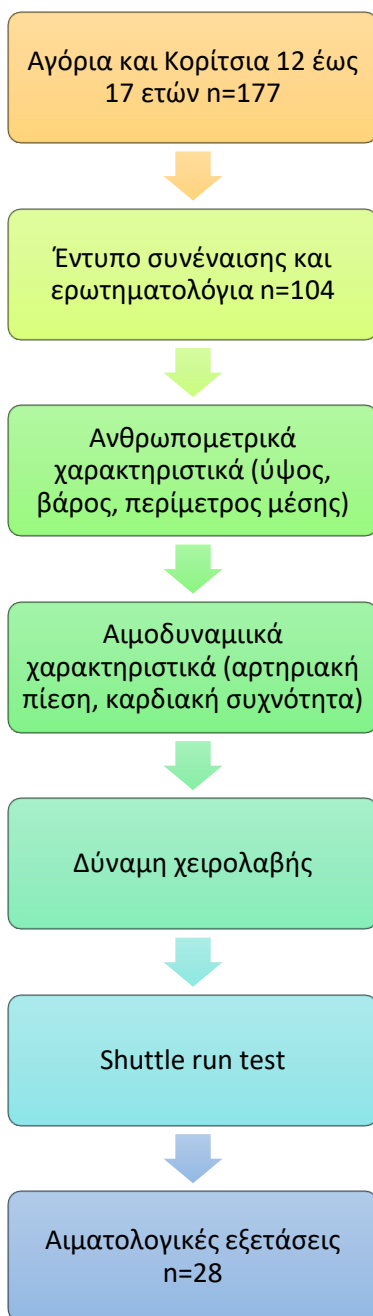 Αγόρια και Κορίτσια 12 έως
17 ετών n=177
Έντυπο συνέναισης και
ερωτηματολόγια n=104
Ανθρωπομετρικά
χαρακτηριστικά (ύψος,
βάρος, περίμετρος μέσης)
Αιμοδυναμιικά
χαρακτηριστικά (αρτηριακή
πίεση, καρδιακή συχνότητα)
Δύναμη χειρολαβής
Shuttle run test
Αιματολογικές εξετάσεις
n=28